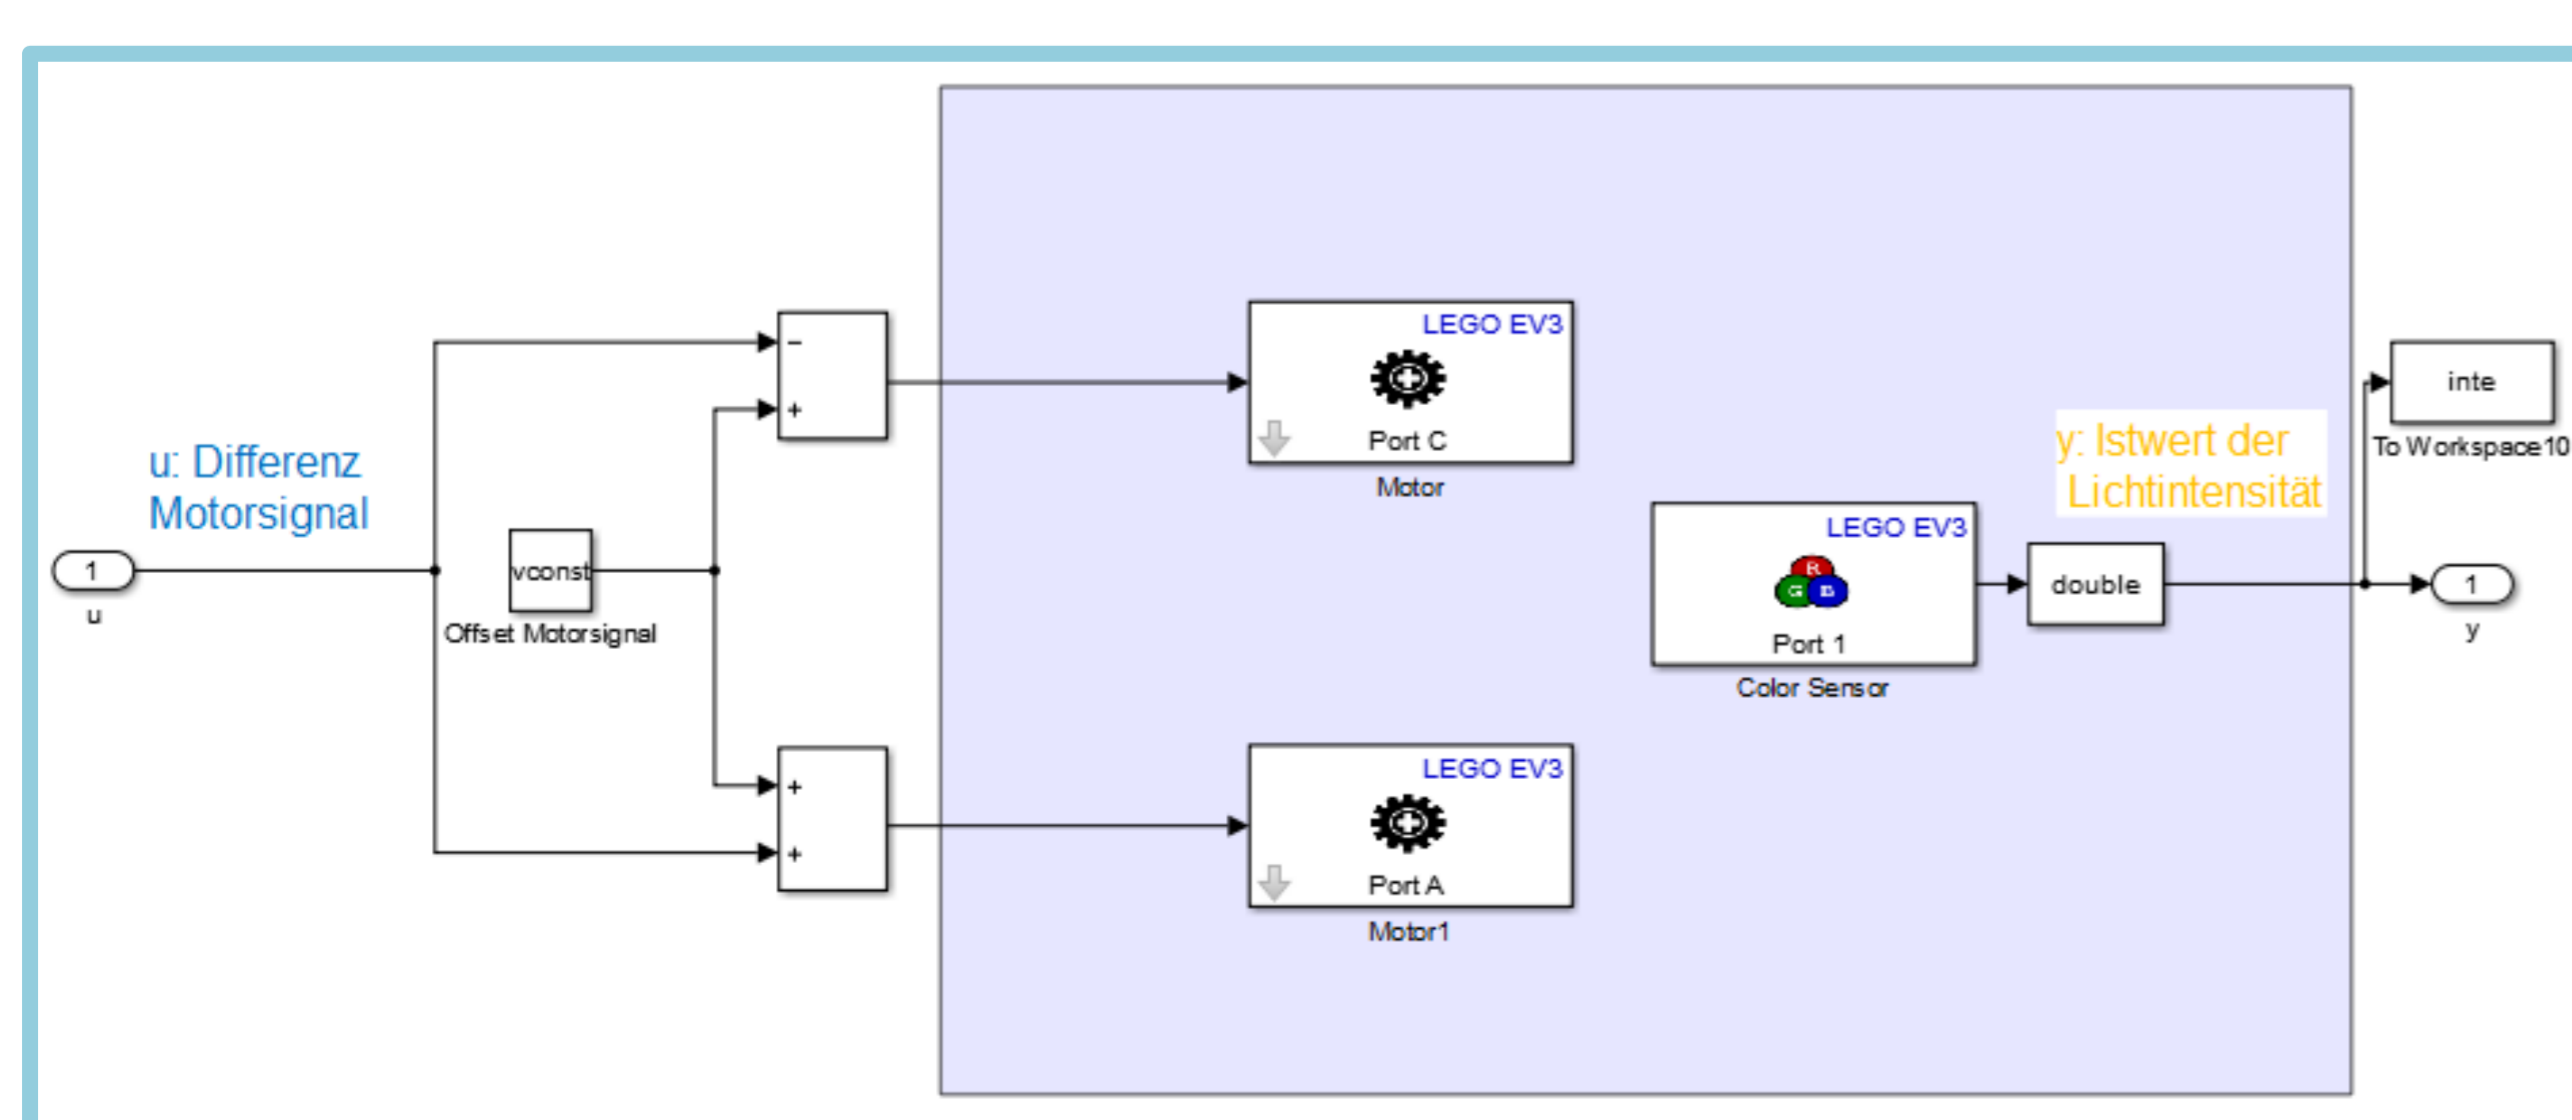 LEGO EV3
Port C
Motor
−
+
inte
To Workspace10
u: Differenz
Motorsignal
y: Istwert der
Lichtintensität
1
u
vconst
Offset Motorsignal
LEGO EV3
R
G B
Port 1
Color Sensor
double
1
y
+
+
LEGO EV3
Port A
Motor1